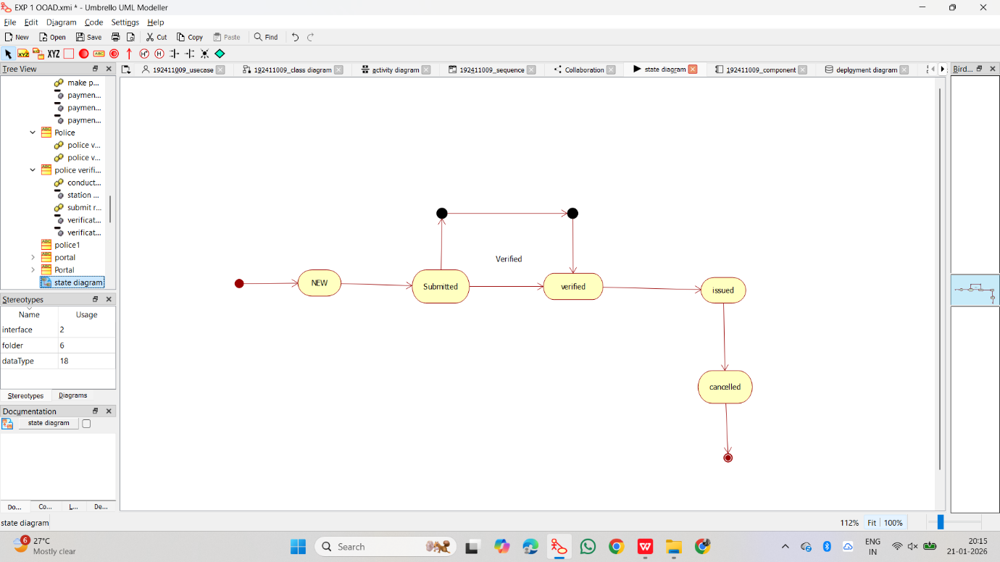 EXP 1 OOAD.xmi * - Umbrello UML Modeller
File Edit Diagram Code Settings Help
New Open Save Cut Copy Paste Find
XYZ XYZ ABC H* H
Tree View
192411009_usecase 192411009_class diagram activity diagram 192411009_sequence Collaboration state diagram 192411009_component deployment diagram
Bird...
make p...
paymen...
paymen...
paymen...
Police
police v...
police v...
police verifi...
conduct...
station ...
submit r...
verificat...
verificat...
police1
portal
Portal
state diagram
Stereotypes
Name Usage
interface 2
folder 6
dataType 18
Stereotypes Diagrams
Documentation
state diagram
Do... Co... L... De...
Verified
NEW
Submitted
verified
issued
cancelled
state diagram
112% Fit 100%
6
27°C
Mostly clear
Search
ENG
IN
20:15
21-01-2026